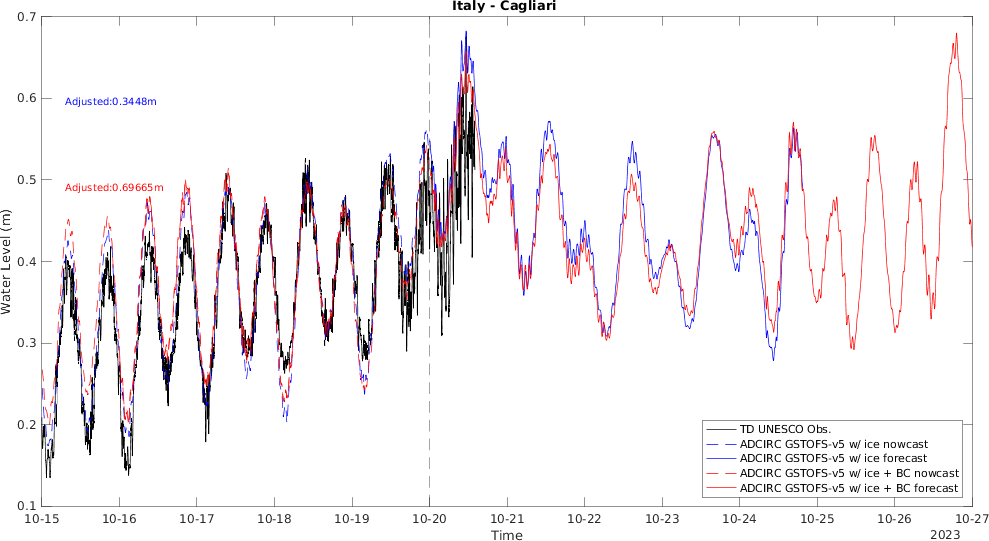 Italy - Cagliari
0.7
0.6
0.5
0.4
0.3
0.2
0.1
Water Level (m)
Adjusted:0.3448m
Adjusted:0.69665m
TD UNESCO Obs.
ADCIRC GSTOFS-v5 w/ ice nowcast
ADCIRC GSTOFS-v5 w/ ice forecast
ADCIRC GSTOFS-v5 w/ ice + BC nowcast
ADCIRC GSTOFS-v5 w/ ice + BC forecast
10-15 10-16 10-17 10-18 10-19 10-20 10-21 10-22 10-23 10-24 10-25 10-26 10-27
Time
2023